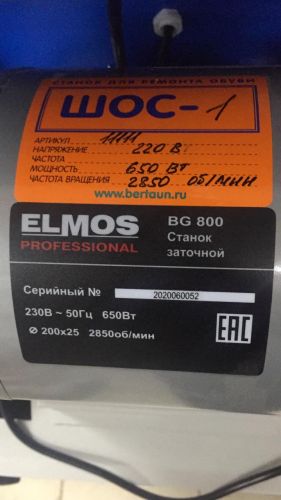 СТАНОК ДЛЯ РЕМОНТА ОБУВИ
ШОС-1
АРТИКУЛ 11111
НАПРЯЖЕНИЕ 220 В
ЧАСТОТА
МОЩНОСТЬ 650 ВТ
ЧАСТОТА ВРАЩЕНИЯ 2850 ОБ/МИН
www.bertaun.ru
ELMOS BG 800
PROFESSIONAL Станок
заточной
Серийный № 2020060052
230В ~ 50Гц 650Вт
Ø 200x25 2850об/мин
EAC